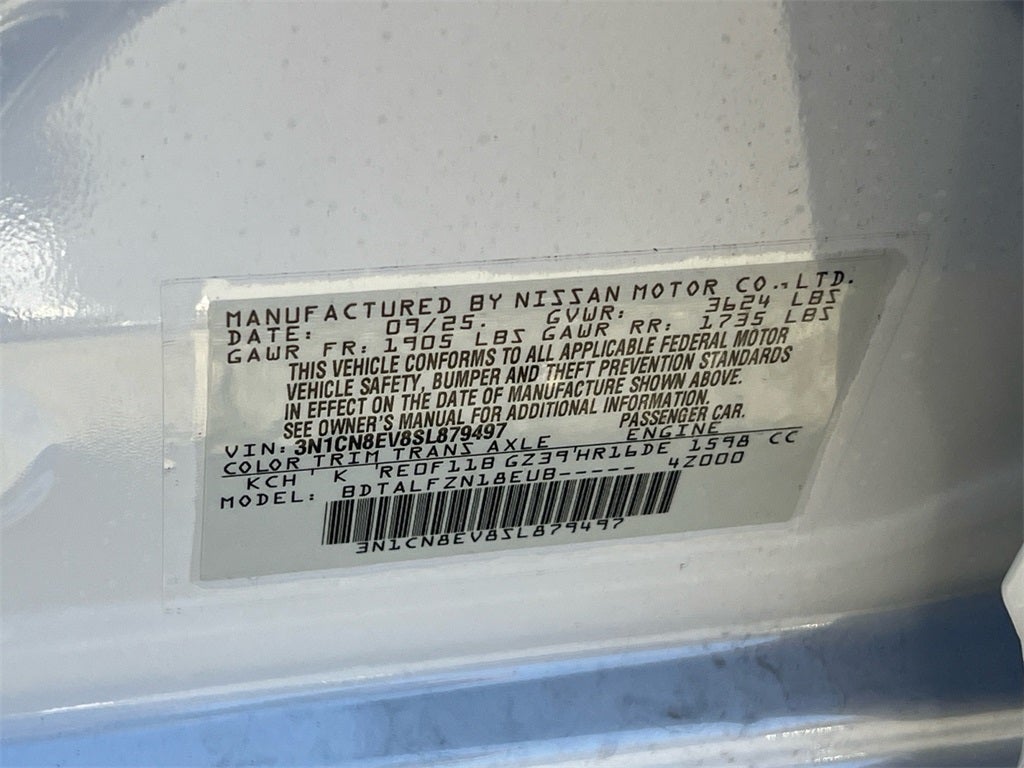 MANUFACTURED BY NISSAN MOTOR CO., LTD.
DATE: 09/25. GVWR: 3624 LBS
GAWR FR: 1905 LBS GAWR RR: 1735 LBS
THIS VEHICLE CONFORMS TO ALL APPLICABLE FEDERAL MOTOR
VEHICLE SAFETY, BUMPER AND THEFT PREVENTION STANDARDS
IN EFFECT ON THE DATE OF MANUFACTURE SHOWN ABOVE.
SEE OWNER'S MANUAL FOR ADDITIONAL INFORMATION.
VIN: 3N1CN8EV8SL879497 PASSENGER CAR.
COLOR TRIM TRANS AXLE ENGINE
KCH K RE0F11B GZ39 HR16DE 1598 CC
MODEL: BDTALFZN18EUB----- 4Z000
3N1CN8EV8SL879497